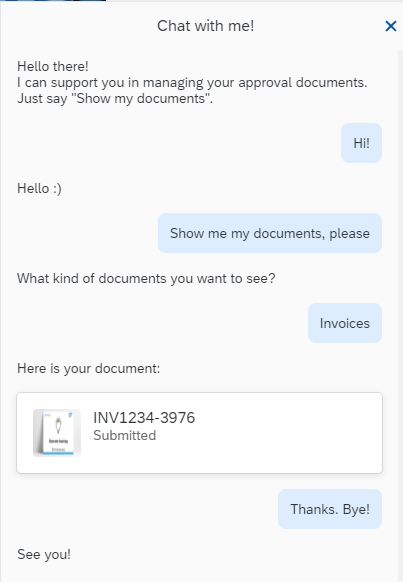 Chat with me!
Hello there!
I can support you in managing your approval documents.
Just say "Show my documents".
Hi!
Hello :)
Show me my documents, please
What kind of documents you want to see?
Invoices
Here is your document:
INV1234-3976
Submitted
Thanks. Bye!
See you!